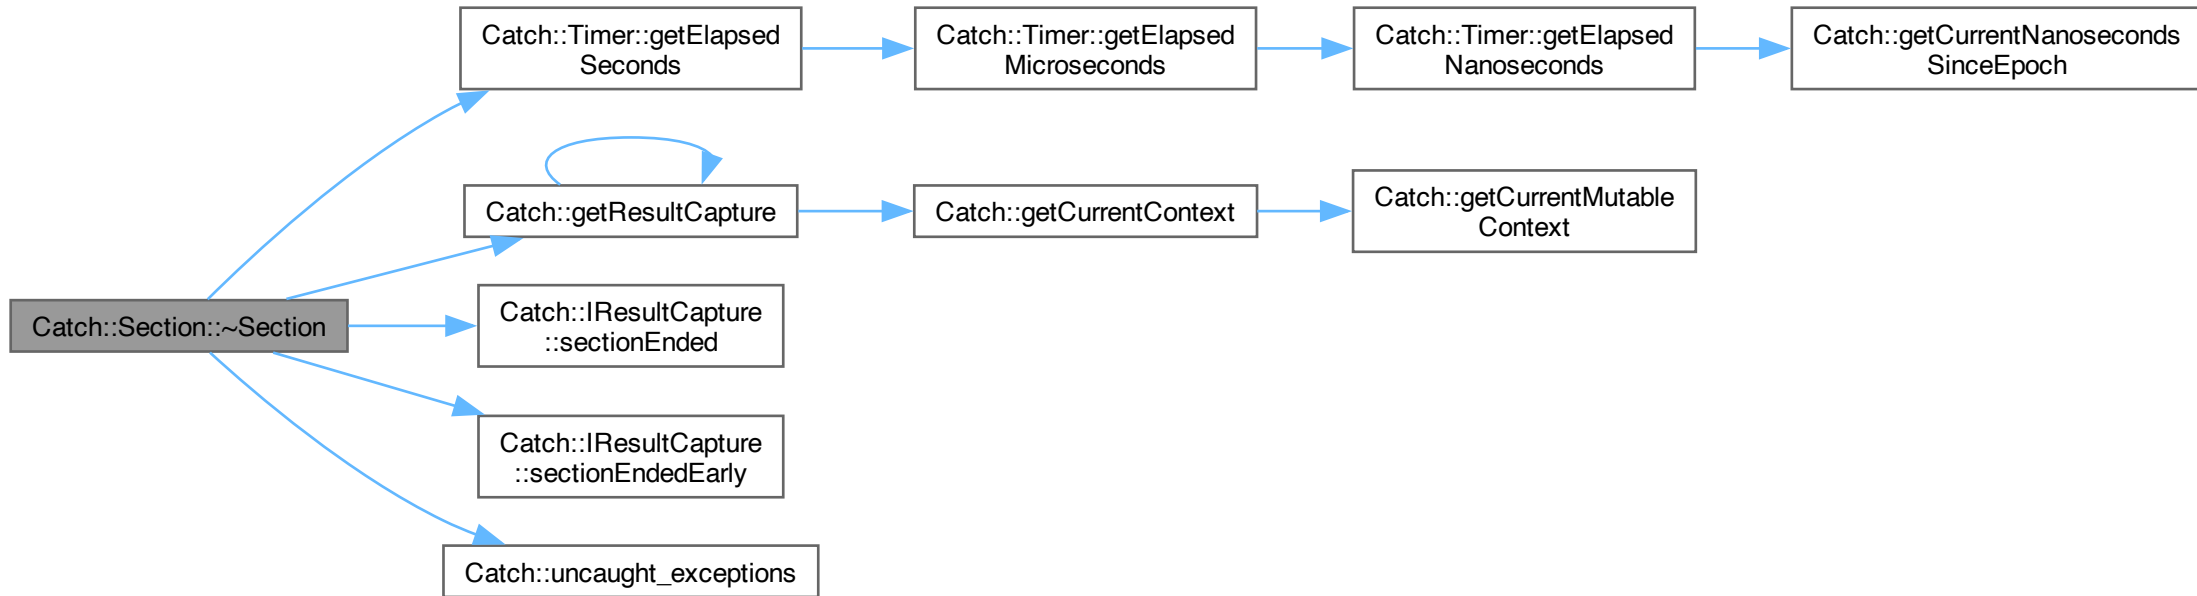 Catch::Timer::getElapsed
Seconds
Catch::Timer::getElapsed
Microseconds
Catch::Timer::getElapsed
Nanoseconds
Catch::getCurrentNanoseconds
SinceEpoch
Catch::getResultCapture
Catch::getCurrentContext
Catch::getCurrentMutable
Context
Catch::Section::~Section
Catch::IResultCapture
::sectionEnded
Catch::IResultCapture
::sectionEndedEarly
Catch::uncaught_exceptions